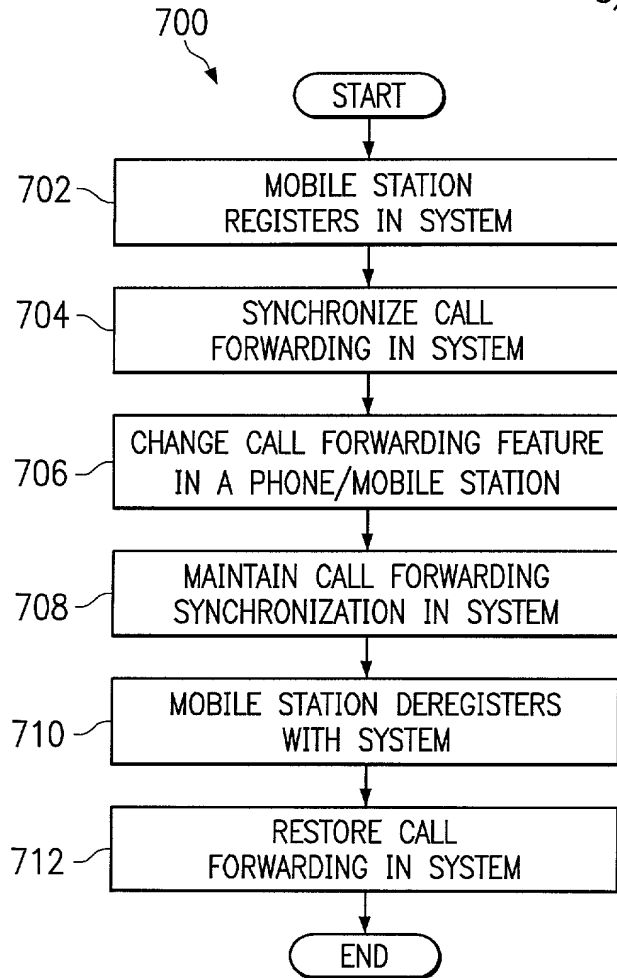 700
START
702
MOBILE STATION
REGISTERS IN SYSTEM
704
SYNCHRONIZE CALL
FORWARDING IN SYSTEM
706
CHANGE CALL FORWARDING FEATURE
IN A PHONE/MOBILE STATION
708
MAINTAIN CALL FORWARDING
SYNCHRONIZATION IN SYSTEM
710
MOBILE STATION DEREGISTERS
WITH SYSTEM
712
RESTORE CALL
FORWARDING IN SYSTEM
END